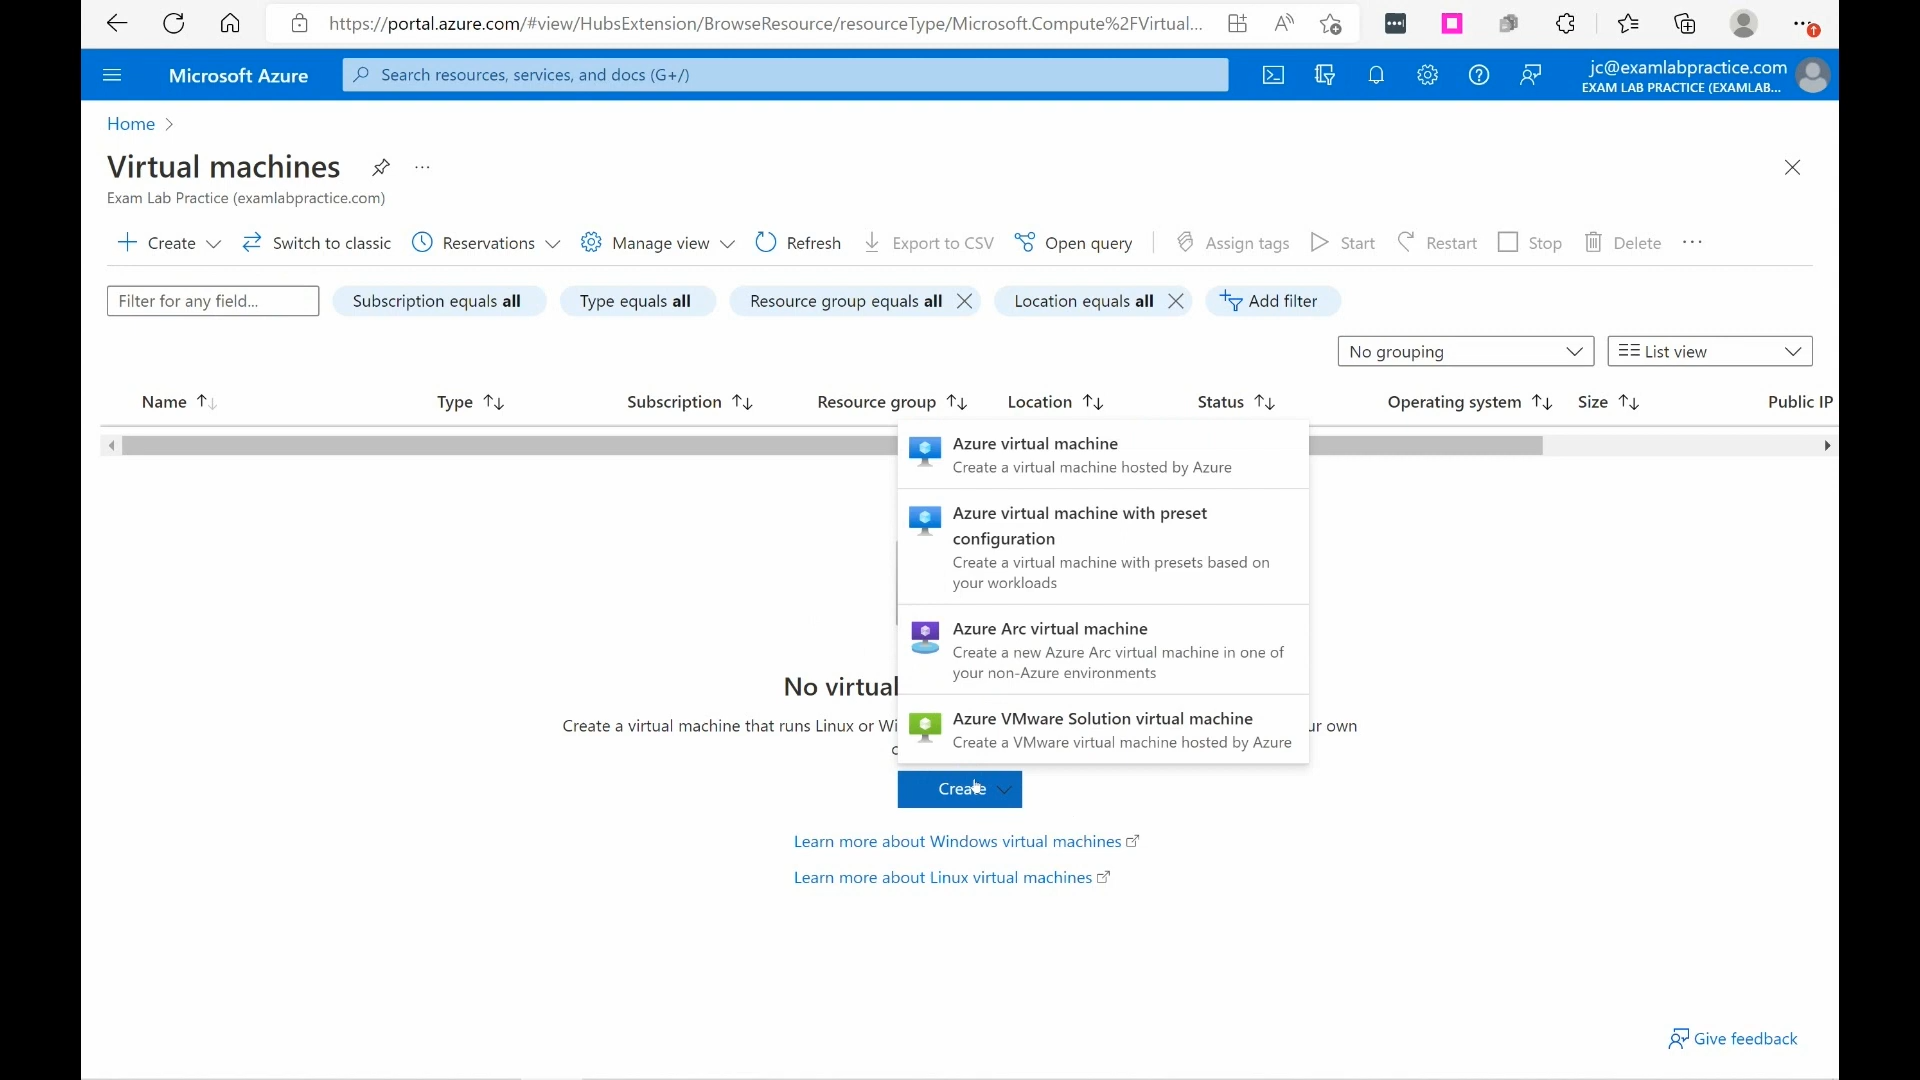 https://portal.azure.com/#view/HubsExtension/BrowseResource/resourceType/Microsoft.Compute%2FVirtual...
Microsoft Azure
Search resources, services, and docs (G+/)
jc@examlabpractice.com
EXAM LAB PRACTICE (EXAMLAB...
Home
Virtual machines
Exam Lab Practice (examlabpractice.com)
Create
Switch to classic
Reservations
Manage view
Refresh
Export to CSV
Open query
Assign tags
Start
Restart
Stop
Delete
Filter for any field...
Subscription equals all
Type equals all
Resource group equals all
Location equals all
Add filter
No grouping
List view
Name
Type
Subscription
Resource group
Location
Status
Operating system
Size
Public IP
Azure virtual machine
Create a virtual machine hosted by Azure
Azure virtual machine with preset
configuration
Create a virtual machine with presets based on
your workloads
Azure Arc virtual machine
Create a new Azure Arc virtual machine in one of
your non-Azure environments
No virtual
Azure VMware Solution virtual machine
Create a VMware virtual machine hosted by Azure
Create a virtual machine that runs Linux or Wi
ur own
Create
Learn more about Windows virtual machines
Learn more about Linux virtual machines
Give feedback